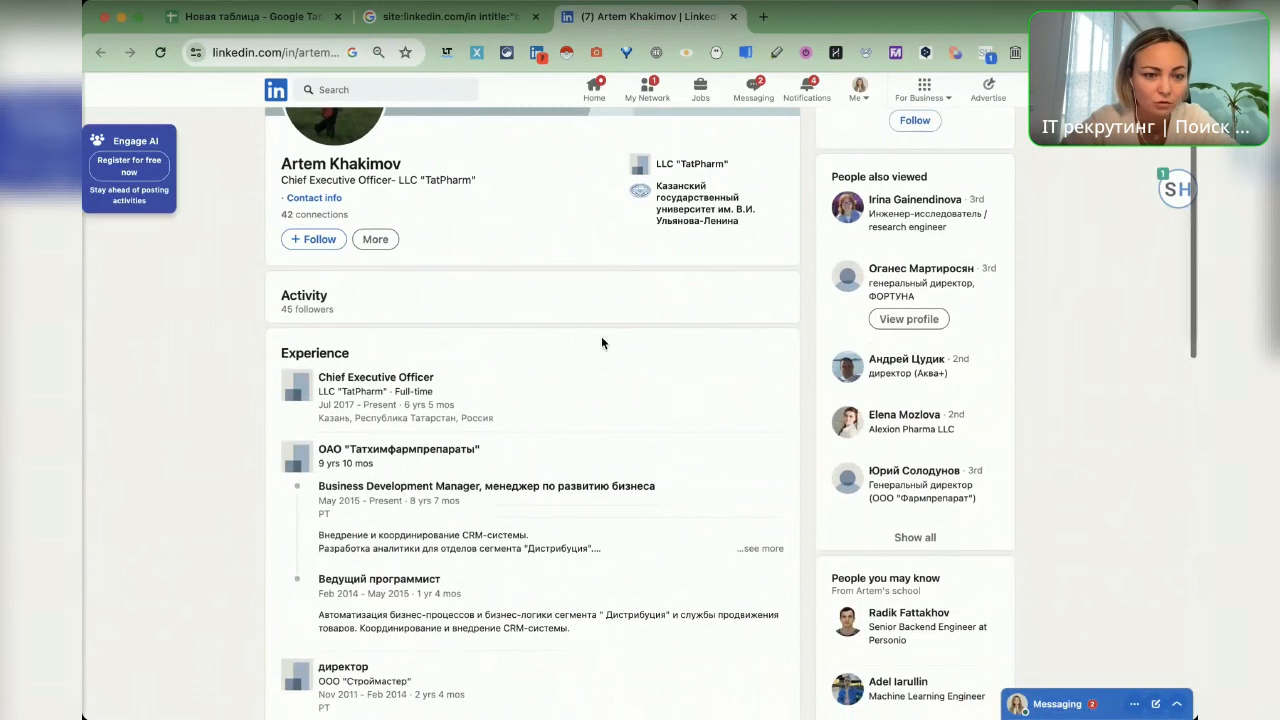 Новая таблица - Google Tab
site:linkedin.com/in intitle:"b
(7) Artem Khakimov | Linked
linkedin.com/in/artem...
7
1
IT рекрутинг | Поиск ...
1
SH
Search
Home
1
My Network
Jobs
2
Messaging
4
Notifications
Me
For Business
Advertise
Engage AI
Register for free now
Stay ahead of posting activities
Artem Khakimov
Chief Executive Officer- LLC "TatPharm"
· Contact info
42 connections
+ Follow
More
LLC "TatPharm"
Казанский
государственный
университет им. В.И.
Ульянова-Ленина
Activity
45 followers
Experience
Chief Executive Officer
LLC "TatPharm" · Full-time
Jul 2017 - Present · 6 yrs 5 mos
Казань, Республика Татарстан, Россия
ОАО "Татхимфармпрепараты"
9 yrs 10 mos
Business Development Manager, менеджер по развитию бизнеса
May 2015 - Present · 8 yrs 7 mos
РТ
Внедрение и координирование CRM-системы.
Разработка аналитики для отделов сегмента "Дистрибуция"....
...see more
Ведущий программист
Feb 2014 - May 2015 · 1 yr 4 mos
Автоматизация бизнес-процессов и бизнес-логики сегмента " Дистрибуция" и службы продвижения
товаров. Координирование и внедрение CRM-системы.
директор
ООО "Строймастер"
Nov 2011 - Feb 2014 · 2 yrs 4 mos
РТ
Follow
People also viewed
Irina Gainendinova · 3rd
Инженер-исследователь /
research engineer
Оганес Мартиросян · 3rd
генеральный директор,
ФОРТУНА
View profile
Андрей Цудик · 2nd
директор (Аква+)
Elena Mozlova · 2nd
Alexion Pharma LLC
Юрий Солодунов · 3rd
Генеральный директор
(ООО "Фармпрепарат")
Show all
People you may know
From Artem's school
Radik Fattakhov
Senior Backend Engineer at
Personio
Adel Iarullin
Machine Learning Engineer
Messaging 2